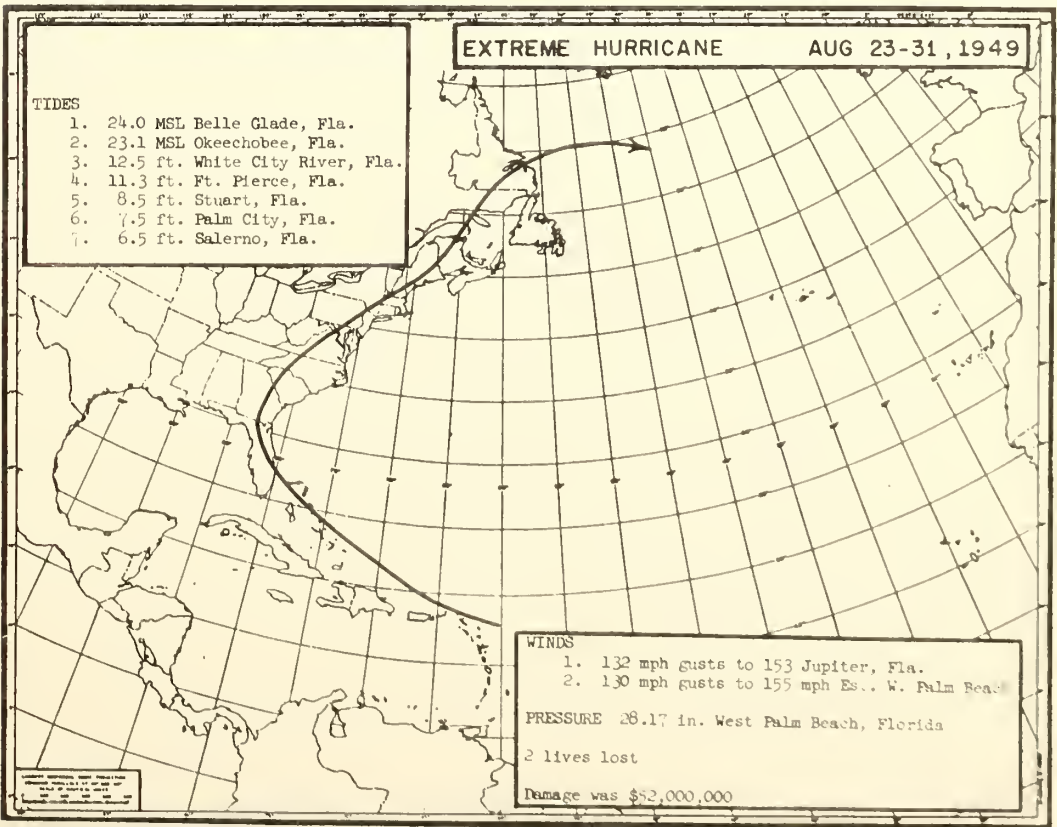 EXTREME HURRICANE AUG 23-31, 1949
TIDES
1. 24.0 MSL Belle Glade, Fla.
2. 23.1 MSL Okeechobee, Fla.
3. 12.5 ft. White City River, Fla.
4. 11.3 ft. Ft. Pierce, Fla.
5. 8.5 ft. Stuart, Fla.
6. 7.5 ft. Palm City, Fla.
7. 6.5 ft. Salerno, Fla.
WINDS
1. 132 mph gusts to 153 Jupiter, Fla.
2. 130 mph gusts to 155 mph Es.. W. Palm
PRESSURE 28.17 in. West Palm Beach, Florida
2 lives lost
Damage was $52,000,000